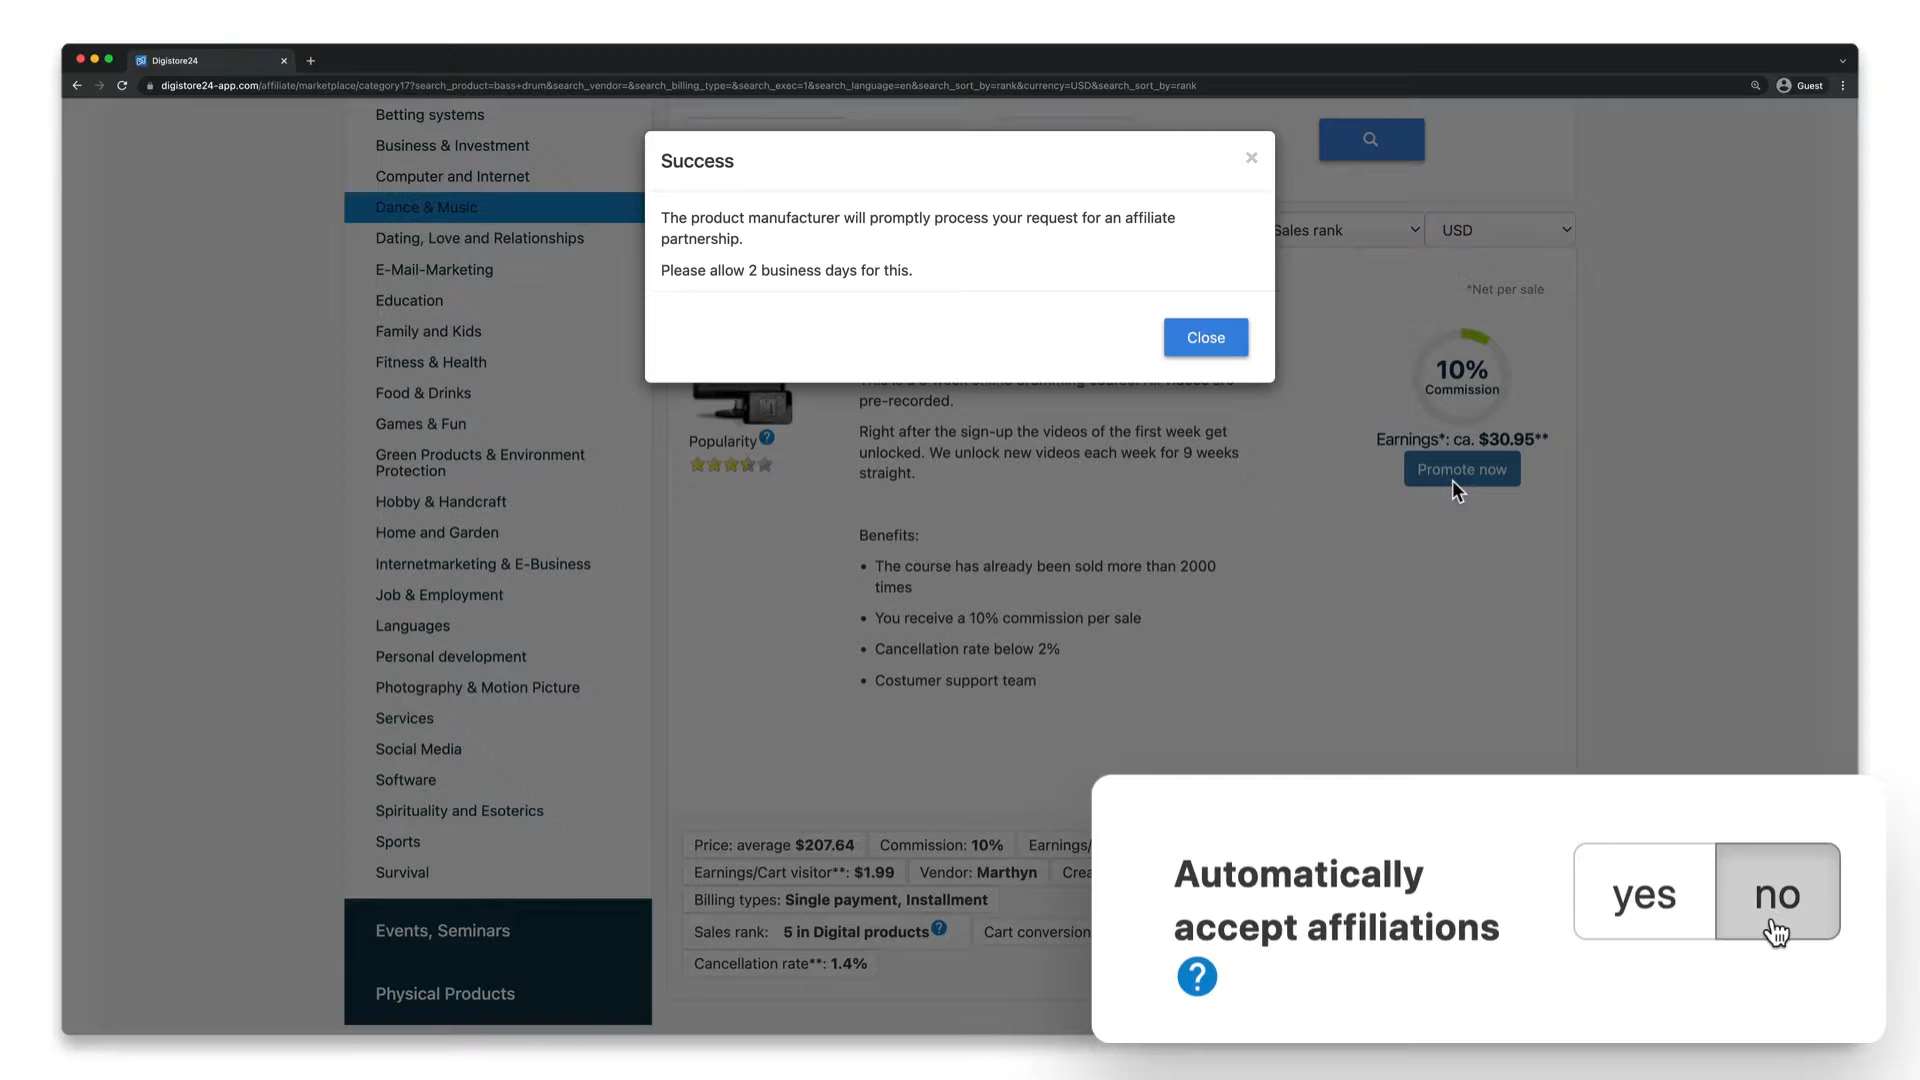 Digistore24
digistore24-app.com/affiliate/marketplace/category17?search_product=bass+drum&search_vendor=&search_billing_type=&search_exec=1&search_language=en&search_sort_by=rank&currency=USD&search_sort_by=rank
Guest
Betting systems
Business & Investment
Computer and Internet
Dance & Music
Dating, Love and Relationships
E-Mail-Marketing
Education
Family and Kids
Fitness & Health
Food & Drinks
Games & Fun
Green Products & Environment
Protection
Hobby & Handcraft
Home and Garden
Internetmarketing & E-Business
Job & Employment
Languages
Personal development
Photography & Motion Picture
Services
Social Media
Software
Spirituality and Esoterics
Sports
Survival
Events, Seminars
Physical Products
Success
The product manufacturer will promptly process your request for an affiliate
partnership.
Please allow 2 business days for this.
Close
Sales rank
USD
*Net per sale
10%
Commission
Earnings*: ca. $30.95**
Promote now
Popularity
pre-recorded.
Right after the sign-up the videos of the first week get
unlocked. We unlock new videos each week for 9 weeks
straight.
Benefits:
• The course has already been sold more than 2000
times
• You receive a 10% commission per sale
• Cancellation rate below 2%
• Costumer support team
Price: average $207.64 Commission: 10% Earnings/
Earnings/Cart visitor**: $1.99 Vendor: Marthyn Crea
Billing types: Single payment, Installment
Sales rank: 5 in Digital products Cart conversion
Cancellation rate**: 1.4%
Automatically
accept affiliations
?
yes
no